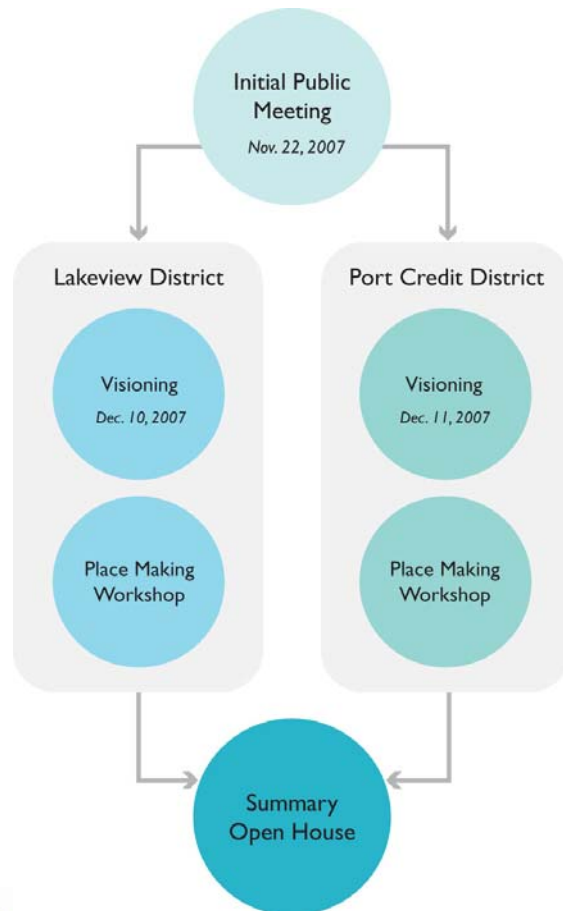 Initial Public
Meeting
Nov. 22, 2007
Lakeview District
Visioning
Dec. 10, 2007
Place Making
Workshop
Port Credit District
Visioning
Dec. 11, 2007
Place Making
Workshop
Summary
Open House